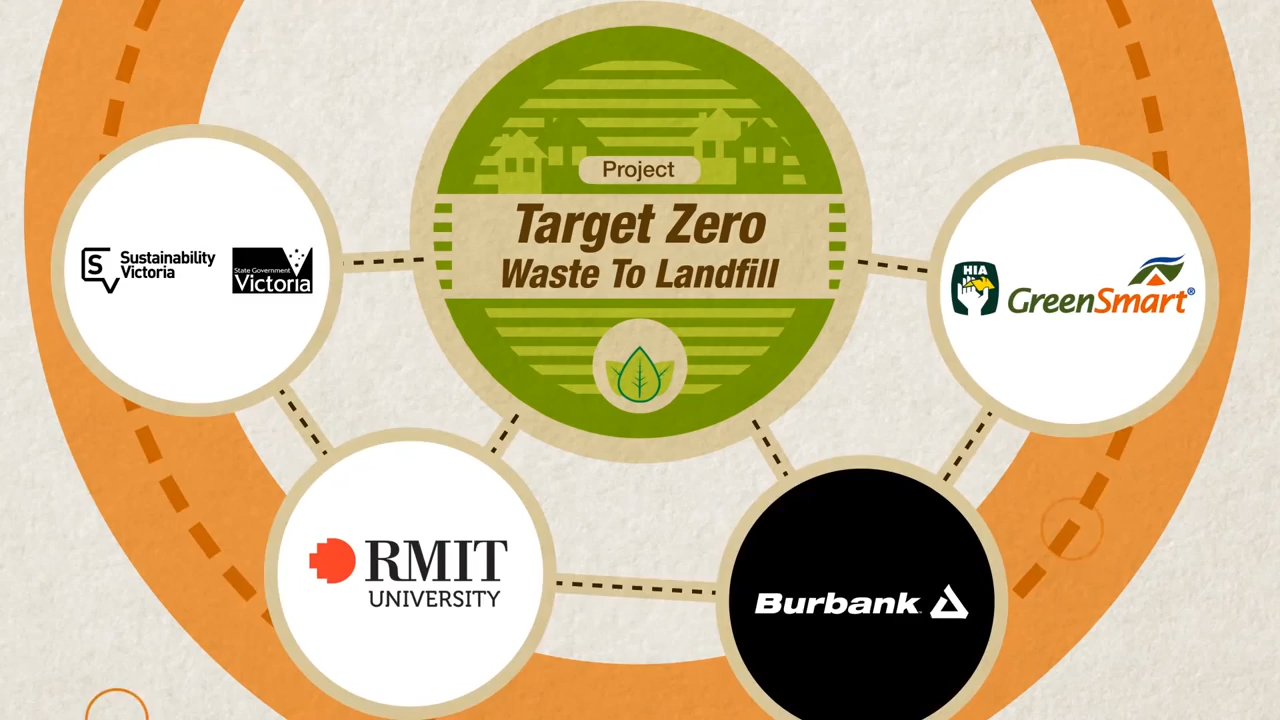 Project
Target Zero
Waste To Landfill
S
Sustainability
Victoria
State Government
Victoria
HIA
GreenSmart®
RMIT
UNIVERSITY
Burbank